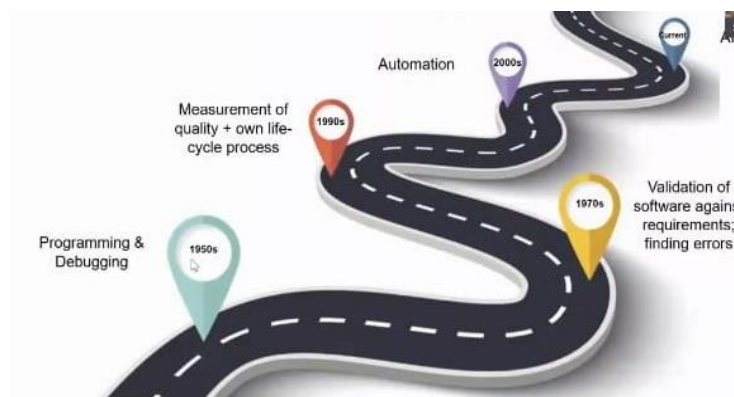 Current
Automation
2000s
Measurement of
quality + own life-
cycle process
1990s
1970s
Validation of
software agains
requirements;
finding errors
Programming &
Debugging
1950s